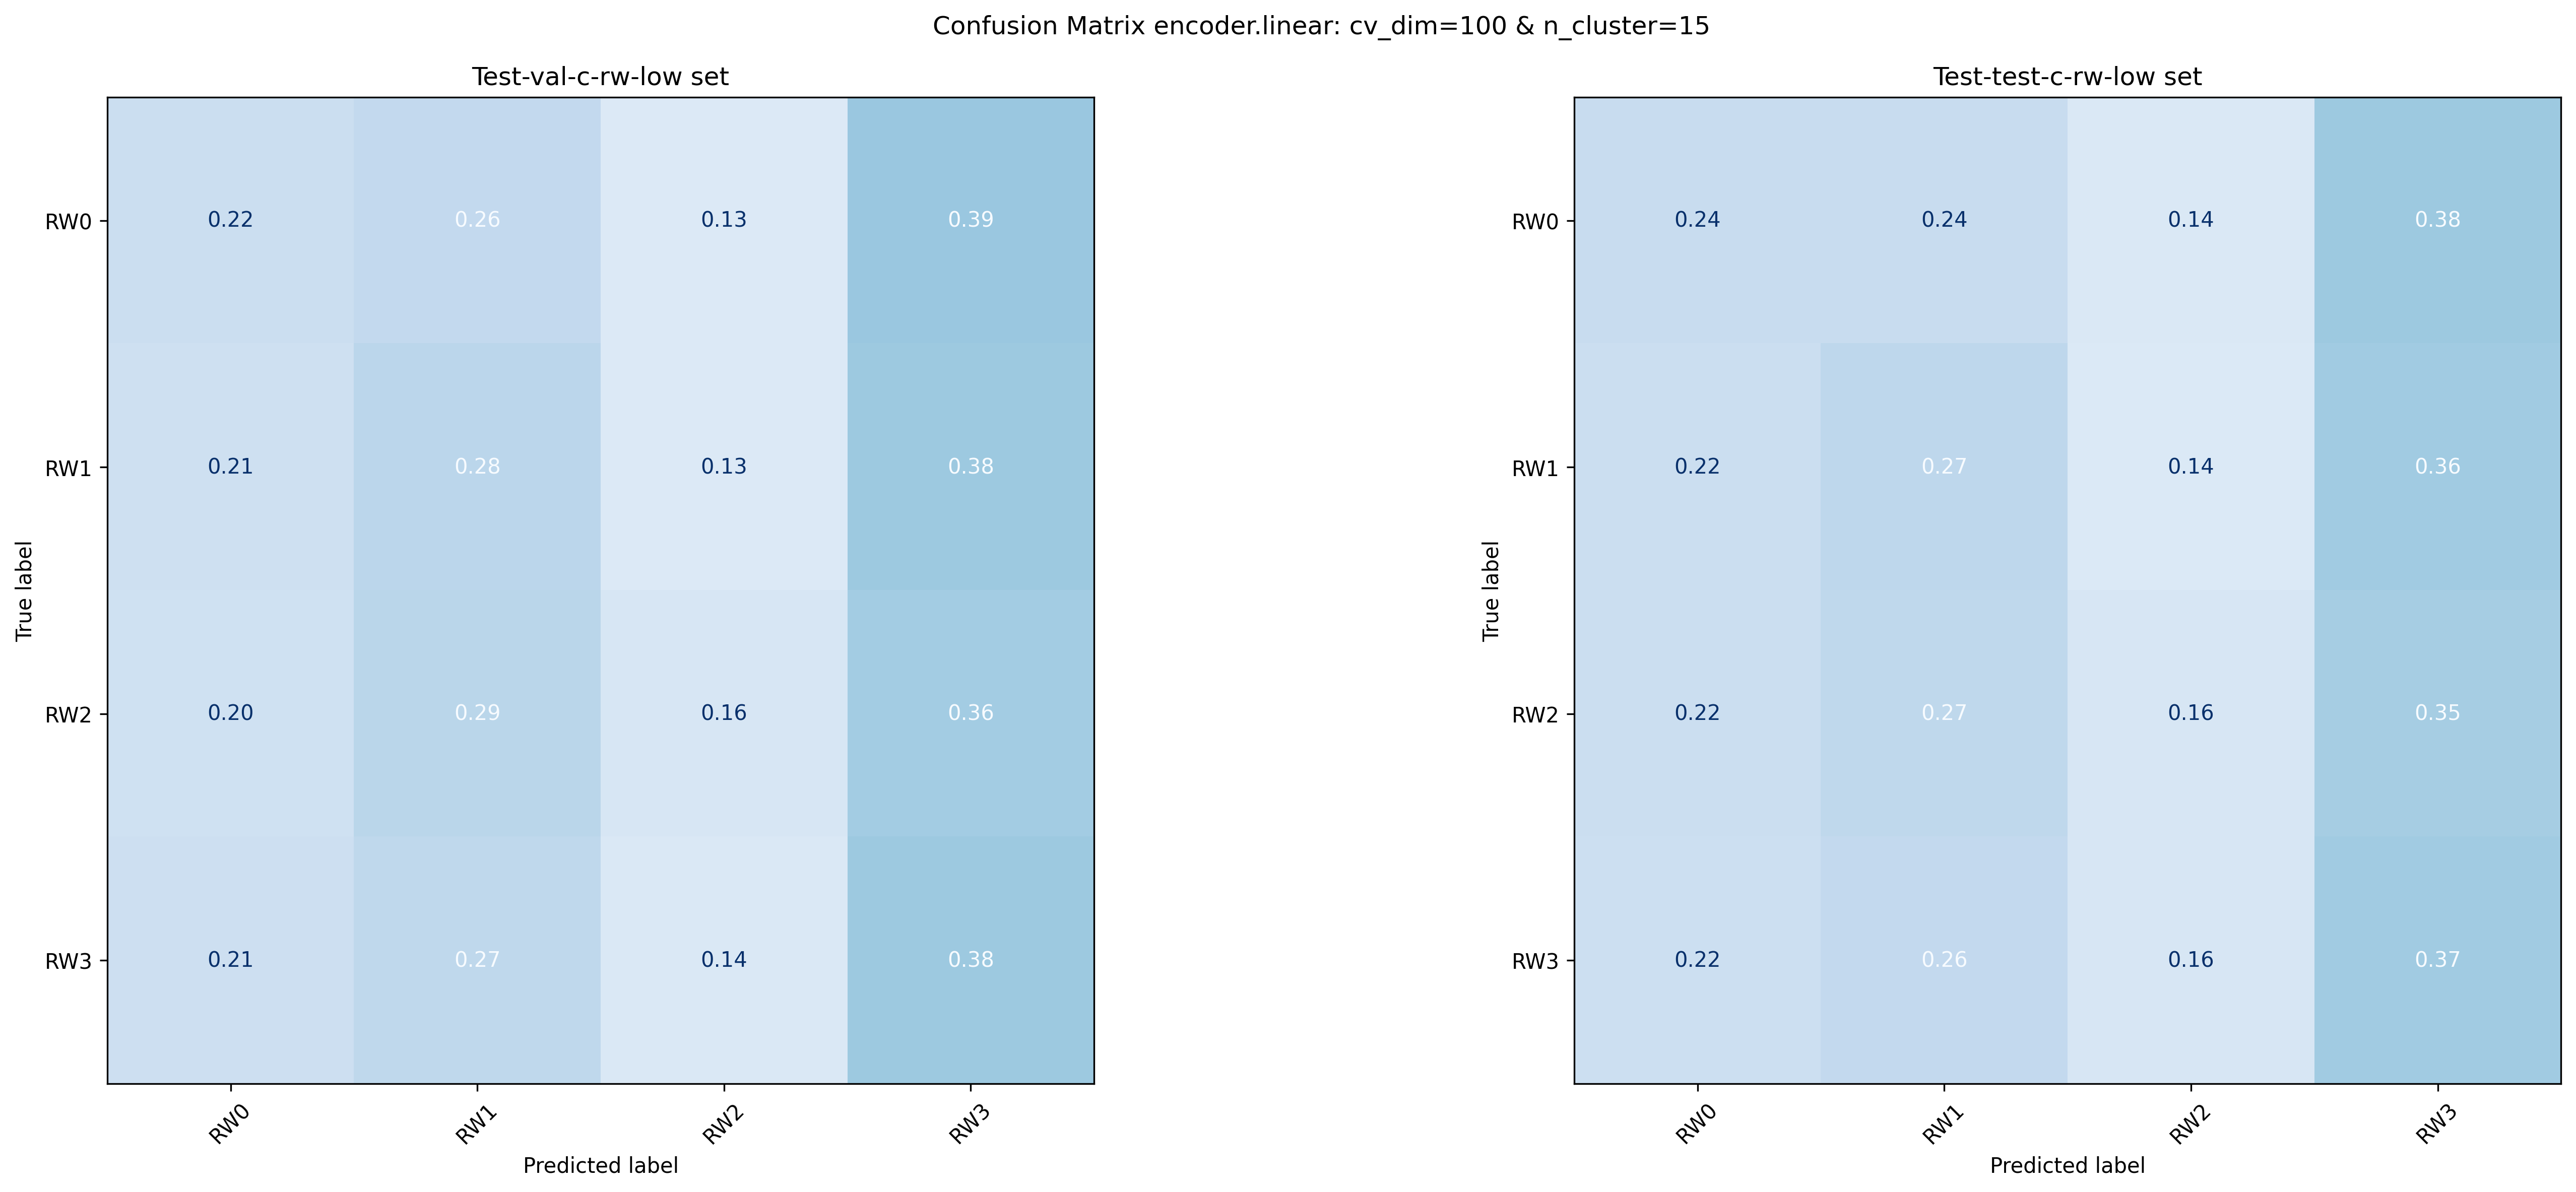 Confusion Matrix encoder.linear: cv_dim=100 & n_cluster=15
Test-val-c-rw-low set
True label
RW0 0.22 0.26 0.13 0.39
RW1 0.21 0.28 0.13 0.38
RW2 0.20 0.29 0.16 0.36
RW3 0.21 0.27 0.14 0.38
RW0 RW1 RW2 RW3
Predicted label
Test-test-c-rw-low set
True label
RW0 0.24 0.24 0.14 0.38
RW1 0.22 0.27 0.14 0.36
RW2 0.22 0.27 0.16 0.35
RW3 0.22 0.26 0.16 0.37
RW0 RW1 RW2 RW3
Predicted label